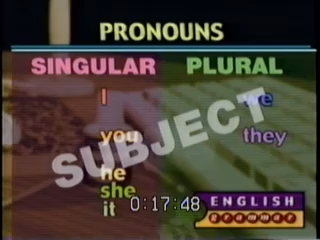 PRONOUNS
SINGULAR PLURAL
I we
you they
he
she
it
SUBJECT
0:17:48
ENGLISH
grammar